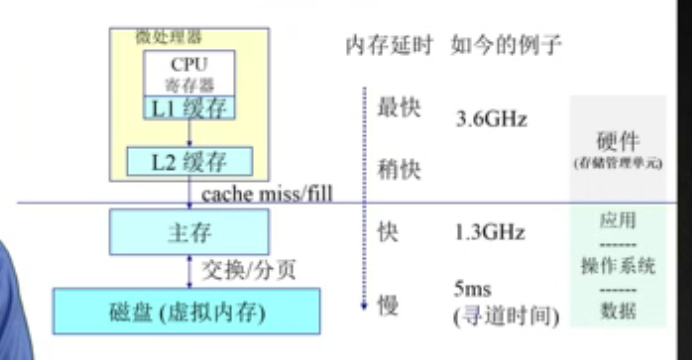 微处理器
CPU
寄存器
L1 缓存
L2 缓存
cache miss/fill
主存
交换/分页
磁盘 (虚拟内存)
内存延时 如今的例子
最快
3.6GHz
稍快
快
1.3GHz
慢
5ms
(寻道时间)
硬件
(存储管理单元)
应用
------
操作系统
------
数据